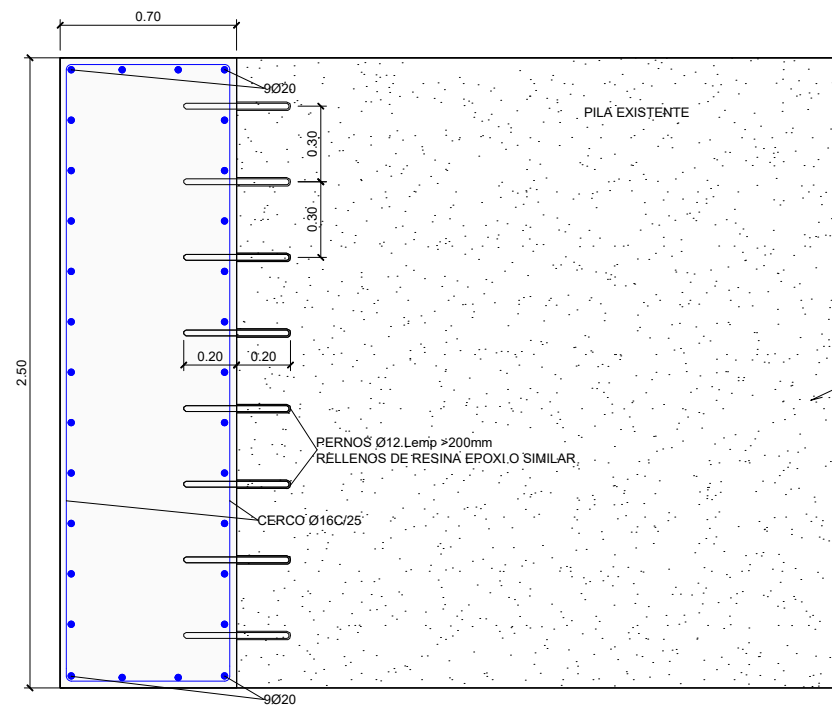 0.70
9Ø20
PILA EXISTENTE
0.30
0.30
2.50
0.20
0.20
PERNOS Ø12.Lemp >200mm
RELLENOS DE RESINA EPOXI O SIMILAR
CERCO Ø16C/25
9Ø20